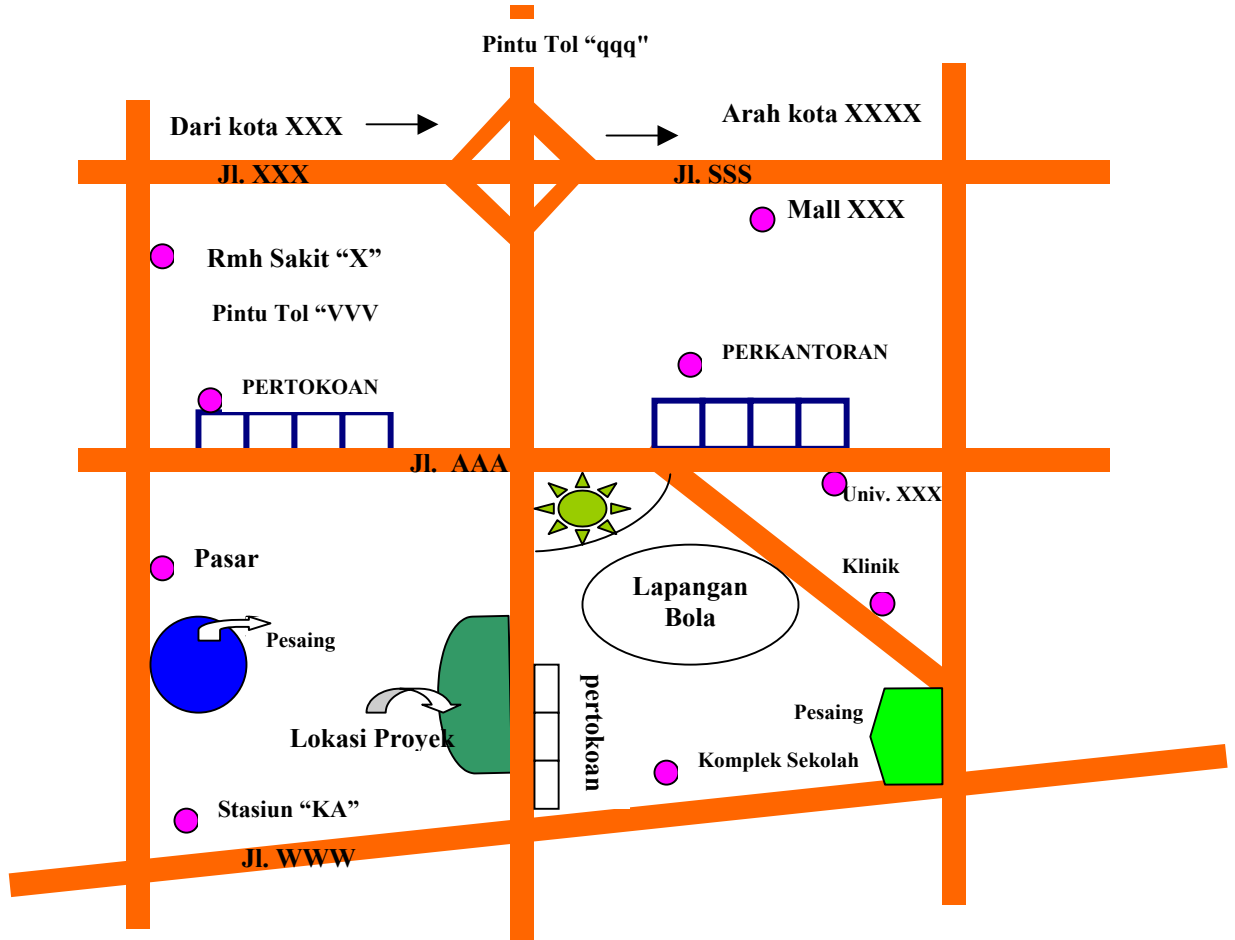 Pintu Tol “qqq"
Dari kota XXX
Arah kota XXXX
Jl. XXX
Jl. SSS
Mall XXX
Rmh Sakit “X”
Pintu Tol “VVV
PERKANTORAN
PERTOKOAN
Jl. AAA
Univ. XXX
Pasar
Klinik
Lapangan
Bola
Pesaing
pertokoan
Pesaing
Lokasi Proyek
Komplek Sekolah
Stasiun “KA”
Jl. WWW